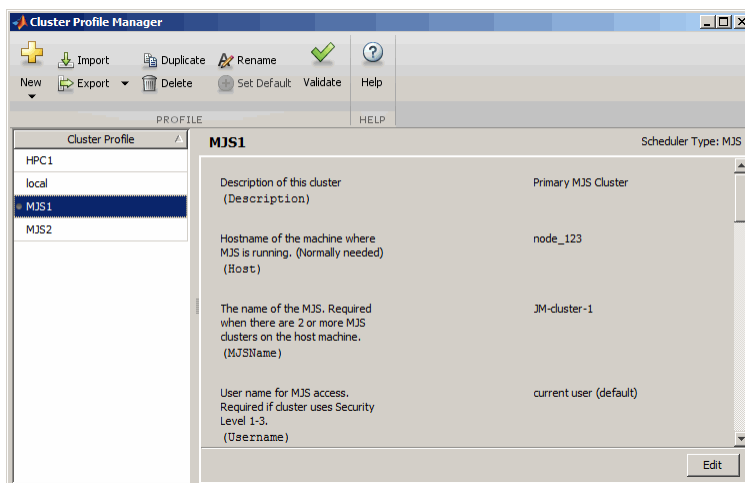 Cluster Profile Manager
New
Import
Export
Duplicate
Delete
Rename
Set Default
Validate
Help
PROFILE
HELP
Cluster Profile
HPC1
local
MJS1
MJS2
MJS1
Scheduler Type: MJS
Description of this cluster
(Description)
Primary MJS Cluster
Hostname of the machine where
MJS is running. (Normally needed)
(Host)
node_123
The name of the MJS. Required
when there are 2 or more MJS
clusters on the host machine.
(MJSName)
JM-cluster-1
User name for MJS access.
Required if cluster uses Security
Level 1-3.
(Username)
current user (default)
Edit